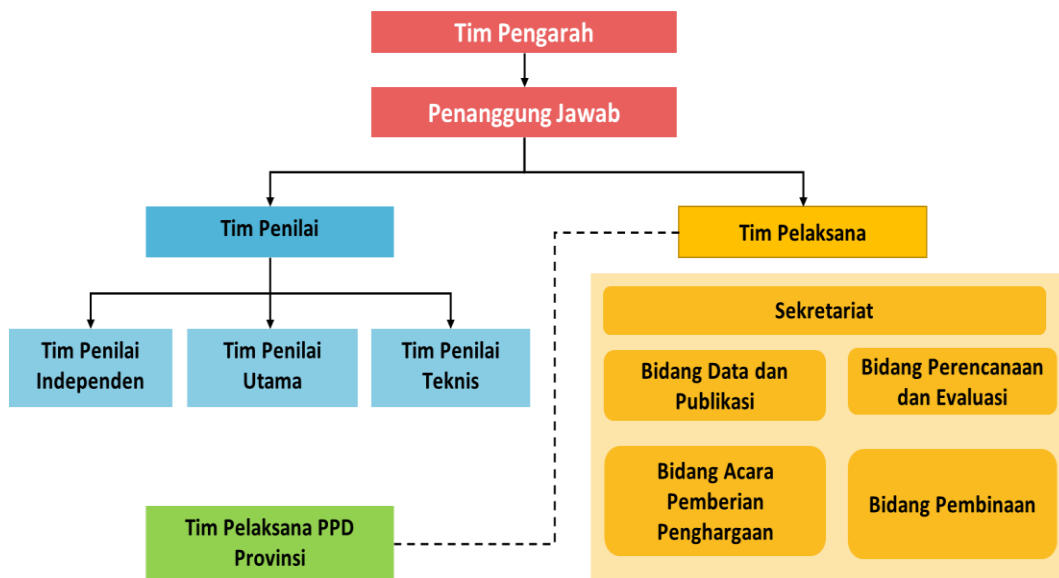 Tim Pengarah
Penanggung Jawab
Tim Penilai
Tim Pelaksana
Tim Penilai
Independen
Tim Penilai
Utama
Tim Penilai
Teknis
Sekretariat
Bidang Data dan
Publikasi
Bidang Perencanaan
dan Evaluasi
Bidang Acara
Pemberian
Penghargaan
Bidang Pembinaan
Tim Pelaksana PPD
Provinsi